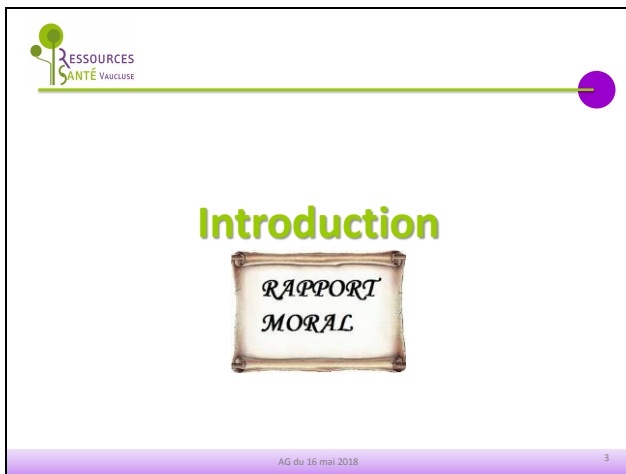 RESSOURCES
SANTÉ VAUCLUSE
Introduction
RAPPORT
MORAL
AG du 16 mai 2018
3